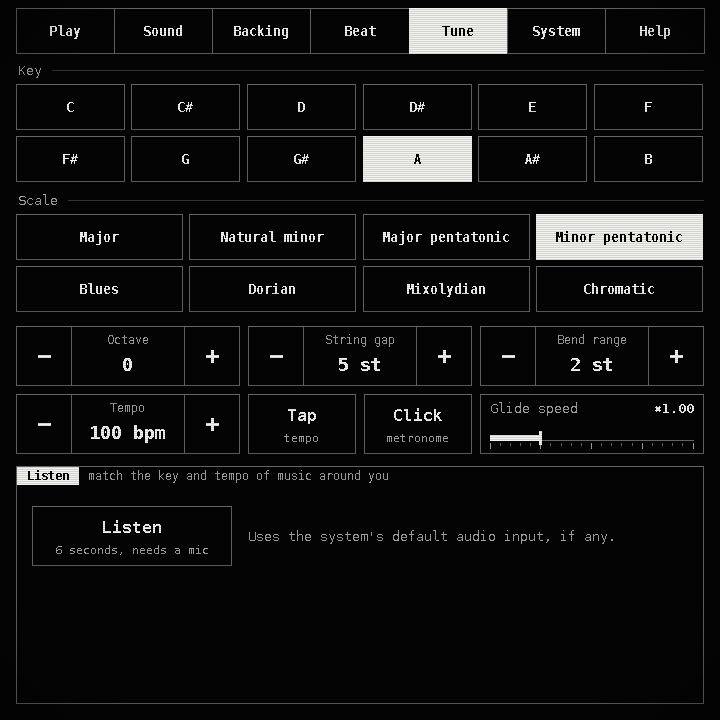 Play Sound Backing Beat Tune System Help
Key
C C# D D# E F
F# G G# A A# B
Scale
Major Natural minor Major pentatonic Minor pentatonic
Blues Dorian Mixolydian Chromatic
Octave String gap Bend range
− 0 + − 5 st + − 2 st +
Tempo Tap Click Glide speed ×1.00
− 100 bpm + tempo metronome
Listen match the key and tempo of music around you
Listen
6 seconds, needs a mic
Uses the system's default audio input, if any.